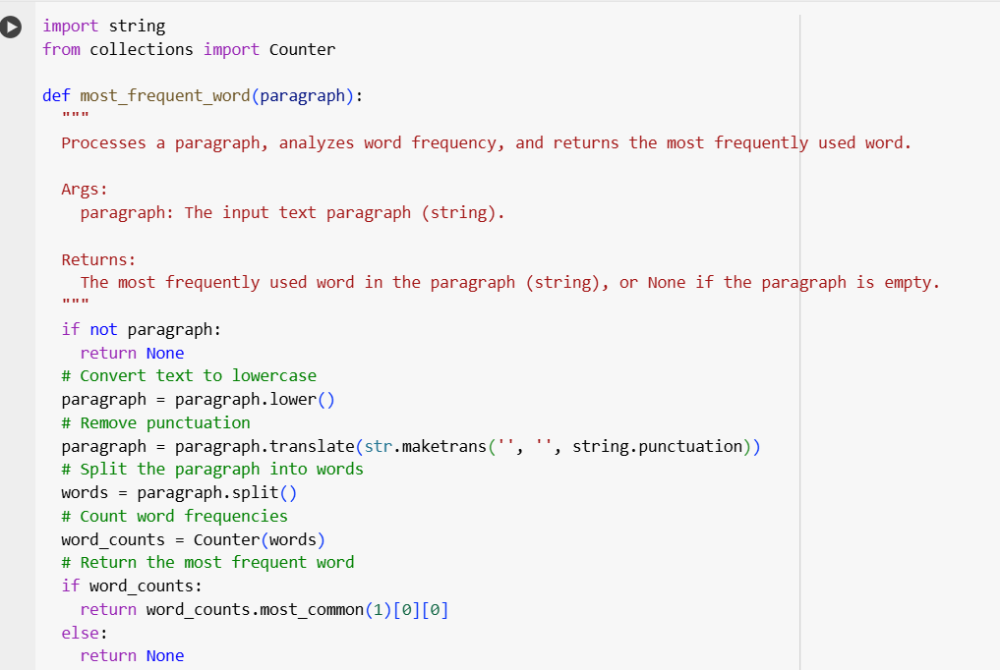 import string
from collections import Counter

def most_frequent_word(paragraph):
  """
  Processes a paragraph, analyzes word frequency, and returns the most frequently used word.

  Args:
    paragraph: The input text paragraph (string).

  Returns:
    The most frequently used word in the paragraph (string), or None if the paragraph is empty.
  """
  if not paragraph:
    return None
  # Convert text to lowercase
  paragraph = paragraph.lower()
  # Remove punctuation
  paragraph = paragraph.translate(str.maketrans('', '', string.punctuation))
  # Split the paragraph into words
  words = paragraph.split()
  # Count word frequencies
  word_counts = Counter(words)
  # Return the most frequent word
  if word_counts:
    return word_counts.most_common(1)[0][0]
  else:
    return None